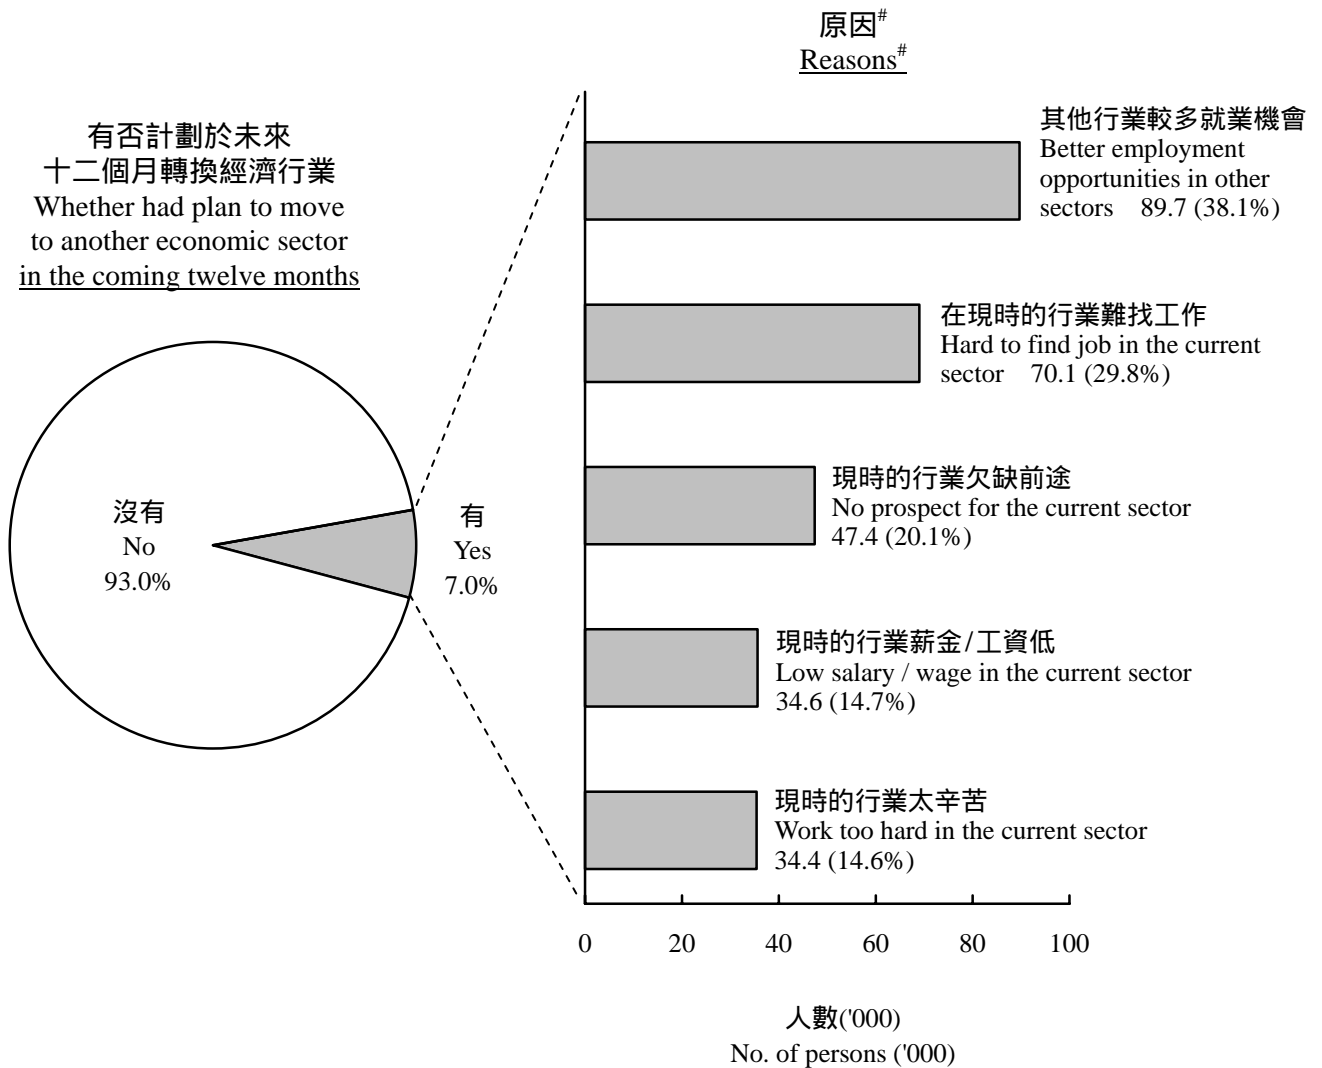 有否計劃於未來
十二個月轉換經濟行業
Whether had plan to move
to another economic sector
in the coming twelve months
沒有
No
93.0%
有
Yes
7.0%
原因#
Reasons#
其他行業較多就業機會
Better employment
opportunities in other
sectors 89.7 (38.1%)
在現時的行業難找工作
Hard to find job in the current
sector 70.1 (29.8%)
現時的行業欠缺前途
No prospect for the current sector
47.4 (20.1%)
現時的行業薪金/工資低
Low salary / wage in the current sector
34.6 (14.7%)
現時的行業太辛苦
Work too hard in the current sector
34.4 (14.6%)
0 20 40 60 80 100
人數('000)
No. of persons ('000)